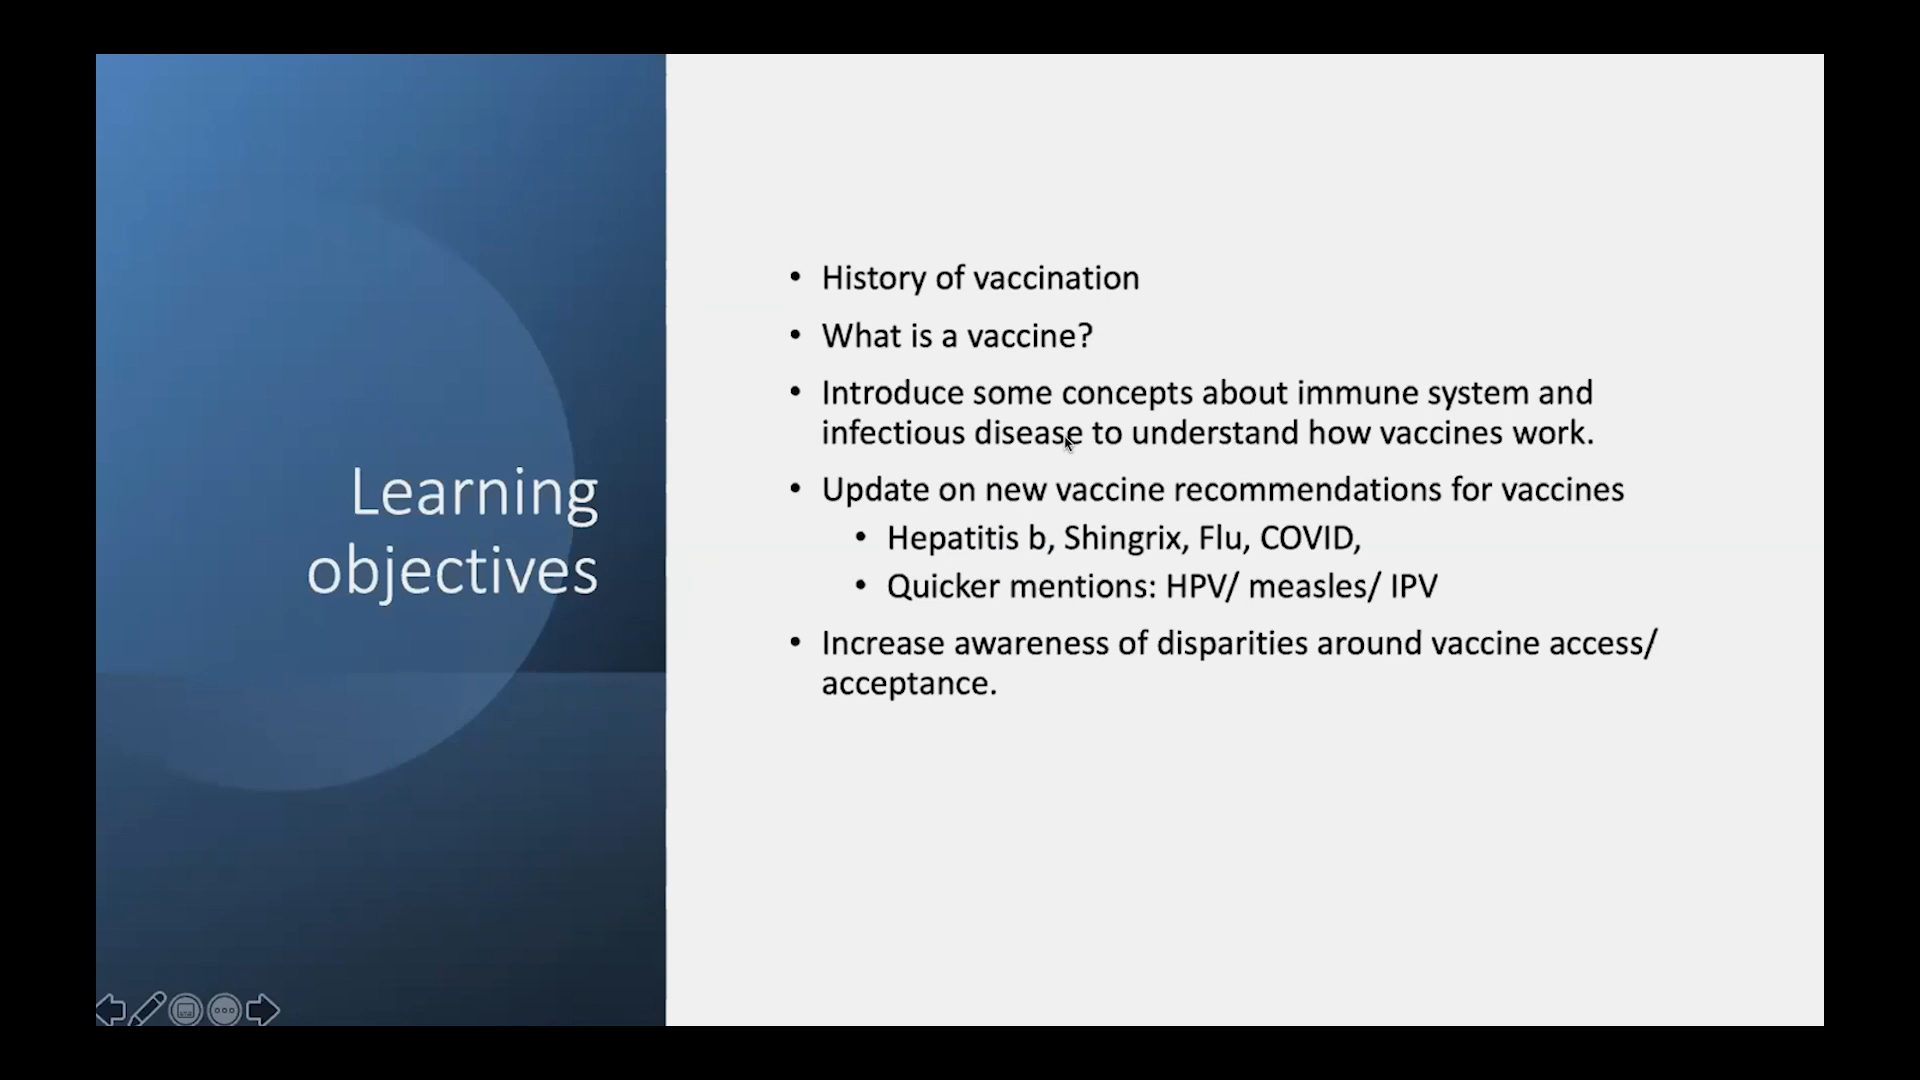 Learning
objectives
• History of vaccination
• What is a vaccine?
• Introduce some concepts about immune system and
infectious disease to understand how vaccines work.
• Update on new vaccine recommendations for vaccines
• Hepatitis b, Shingrix, Flu, COVID,
• Quicker mentions: HPV/ measles/ IPV
• Increase awareness of disparities around vaccine access/
acceptance.